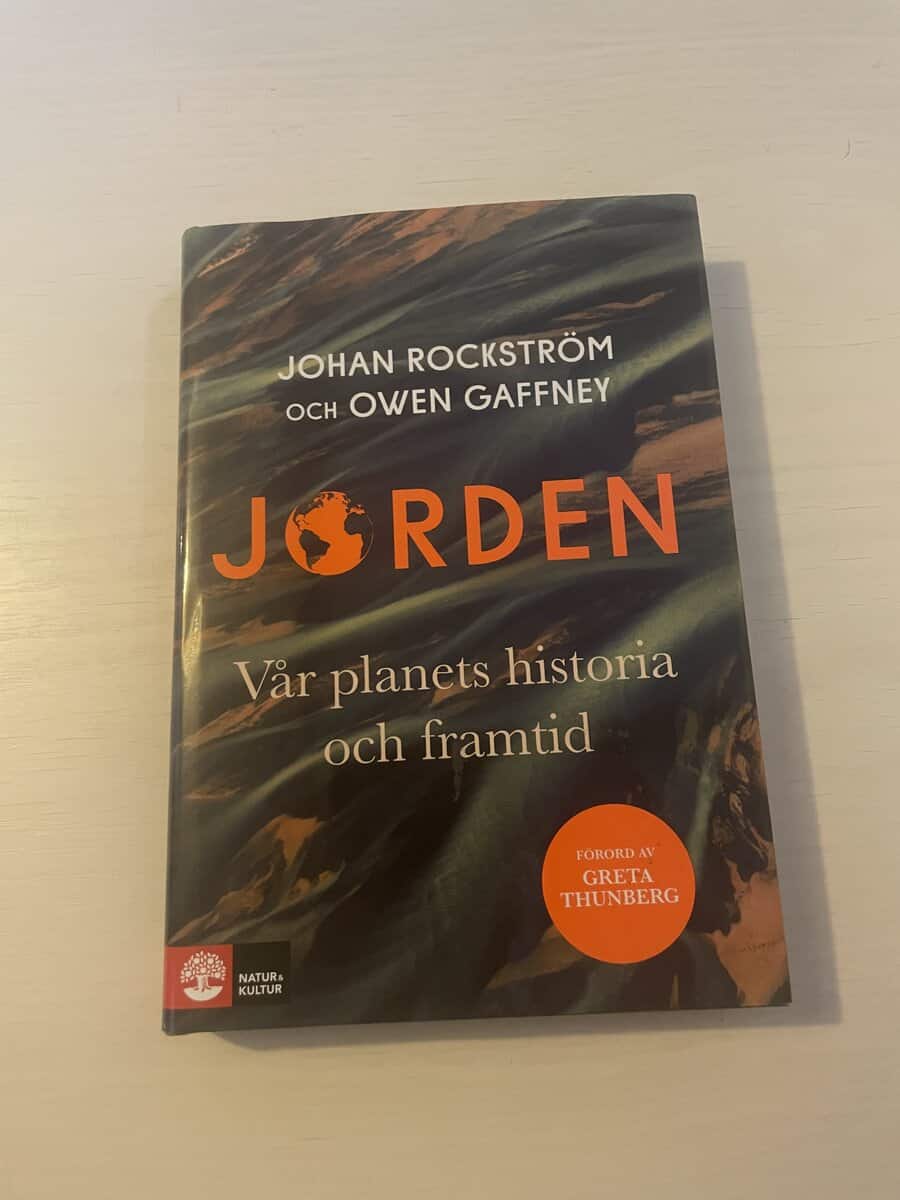 JOHAN ROCKSTRÖM
OCH OWEN GAFFNEY
JORDEN
Vår planets historia
och framtid
FÖRORD AV
GRETA
THUNBERG
NATUR &
KULTUR